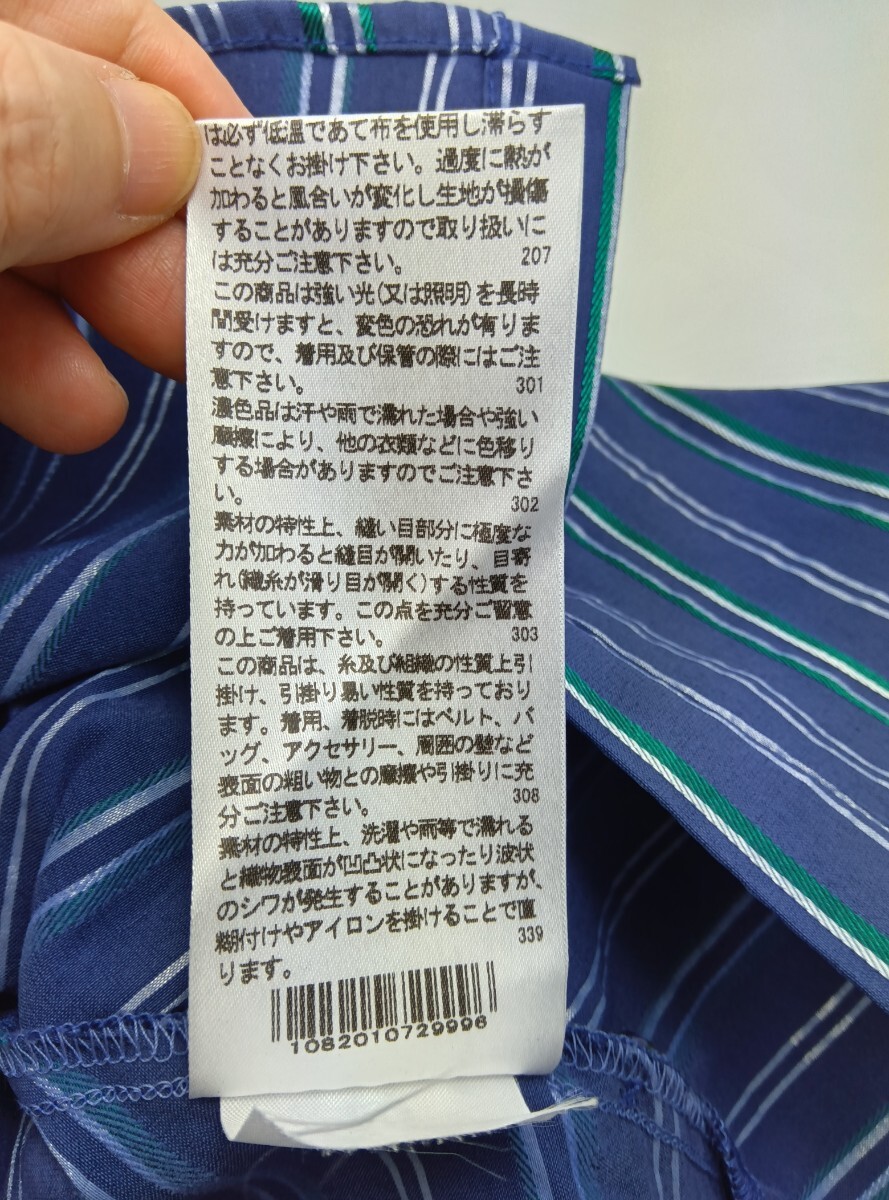 は必ず低温であて布を使用し滞らす
ことなくお掛け下さい。過度に熱が
加わると風合いが変化し生地が損傷
することがありますので取り扱いに
は充分ご注意下さい。 207
この商品は強い光(又は照明)を長時
間受けますと、変色の恐れが有りま
すので、着用及び保管の際にはご注
意下さい。 301
濃色品は汗や雨で濡れた場合や強い
摩擦により、他の衣類などに色移り
する場合がありますのでご注意下さ
い。 302
素材の特性上、縫い目部分に極度な
力が加わると縫目が開いたり、目寄
れ(織糸が滑り目が開く)する性質を
持っています。この点を充分ご留意
の上ご着用下さい。 303
この商品は、糸及び組織の性質上引
掛け、引掛り易い性質を持っており
ます。着用、着脱時にはベルト、バ
ッグ、アクセサリー、周囲の壁など
表面の粗い物との摩擦や引掛りに充
分ご注意下さい。 308
素材の特性上、洗濯や雨等で濡れる
と織物表面が凹凸状になったり波状
のシワが発生することがありますが、
糊付けやアイロンを掛けることで直
ります。 339
1082010729996